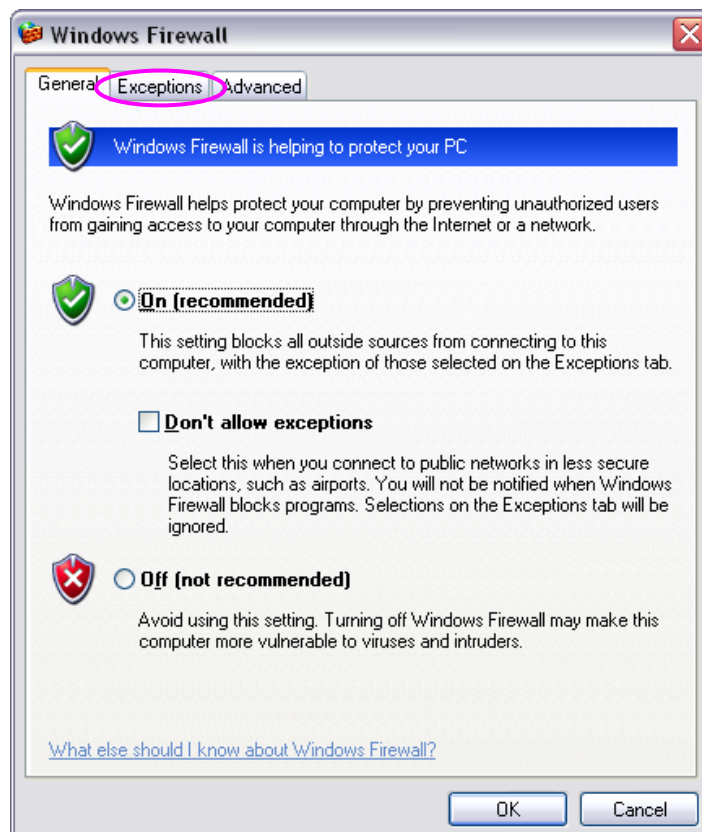 Windows Firewall
General Exceptions Advanced
Windows Firewall is helping to protect your PC
Windows Firewall helps protect your computer by preventing unauthorized users
from gaining access to your computer through the Internet or a network.
On (recommended)
This setting blocks all outside sources from connecting to this
computer, with the exception of those selected on the Exceptions tab.
Don't allow exceptions
Select this when you connect to public networks in less secure
locations, such as airports. You will not be notified when Windows
Firewall blocks programs. Selections on the Exceptions tab will be
ignored.
Off (not recommended)
Avoid using this setting. Turning off Windows Firewall may make this
computer more vulnerable to viruses and intruders.
What else should I know about Windows Firewall?
OK Cancel